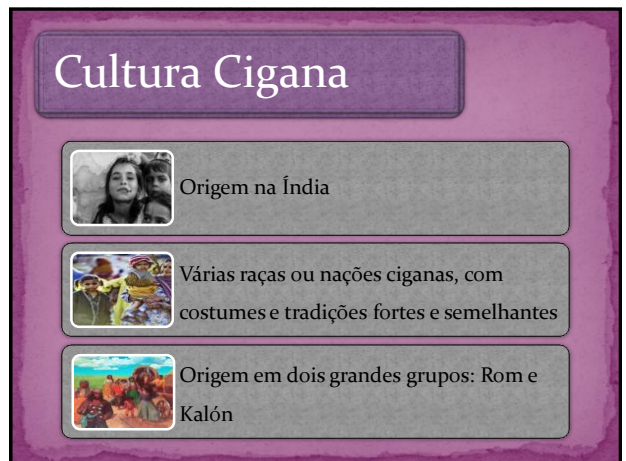 Cultura Cigana
Origem na Índia
Várias raças ou nações ciganas, com
costumes e tradições fortes e semelhantes
Origem em dois grandes grupos: Rom e
Kalón